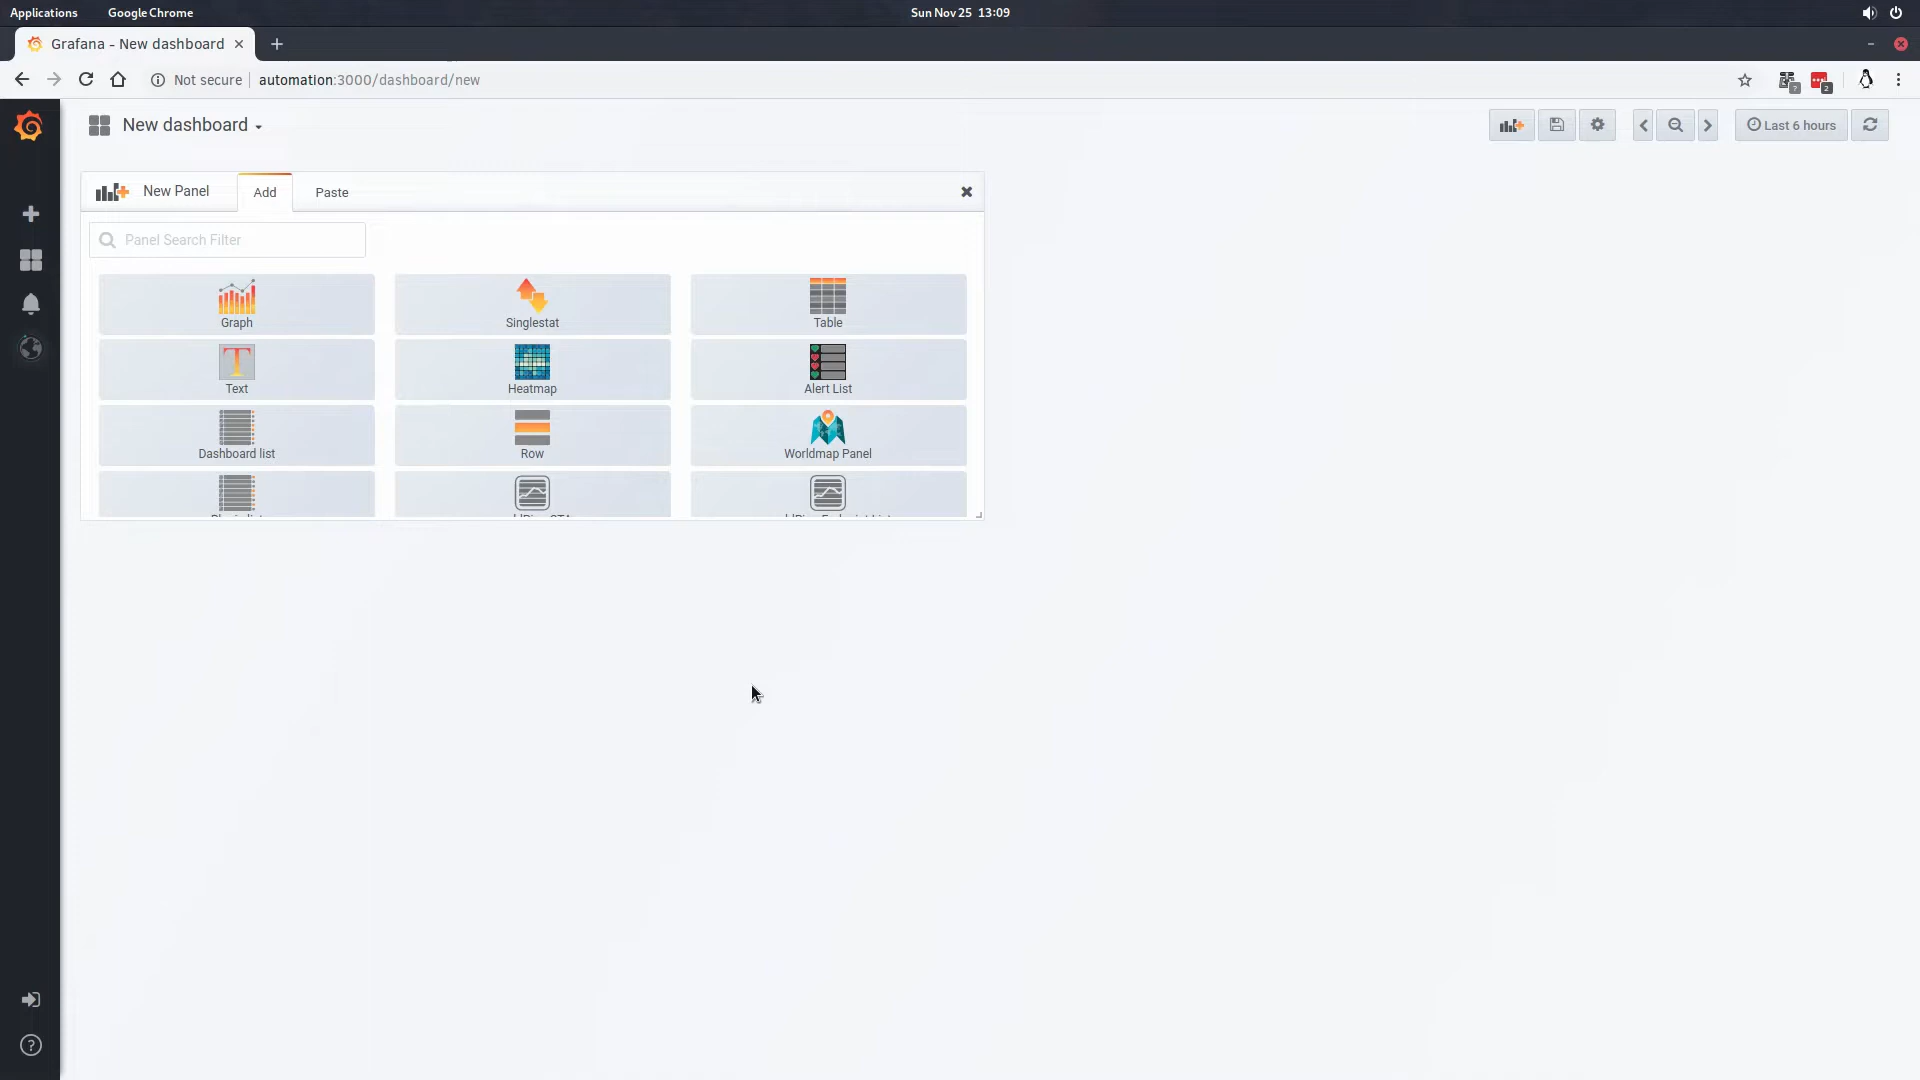 Applications Google Chrome Sun Nov 25 13:09
Grafana - New dashboard
Not secure automation:3000/dashboard/new
2
New dashboard
Last 6 hours
New Panel Add Paste
Panel Search Filter
Graph Singlestat Table
Text Heatmap Alert List
Dashboard list Row Worldmap Panel